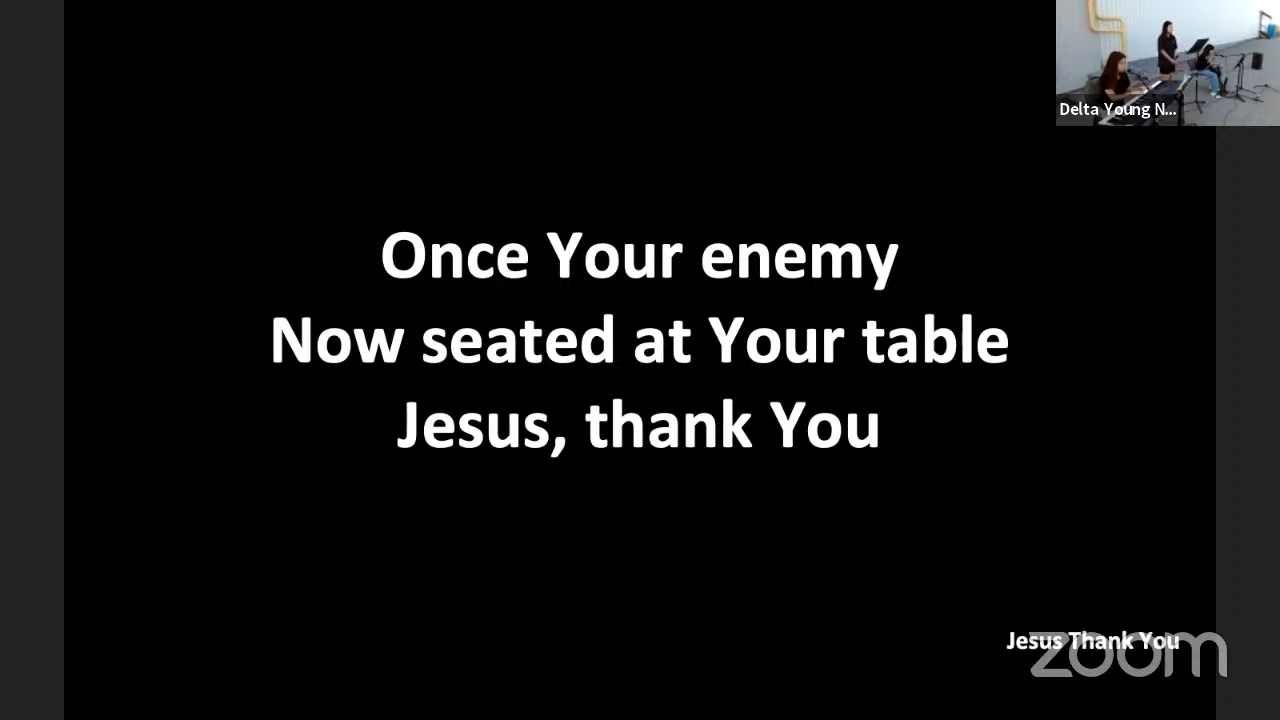 Delta Young N...
Once Your enemy
Now seated at Your table
Jesus, thank You
Jesus Thank You
zoom